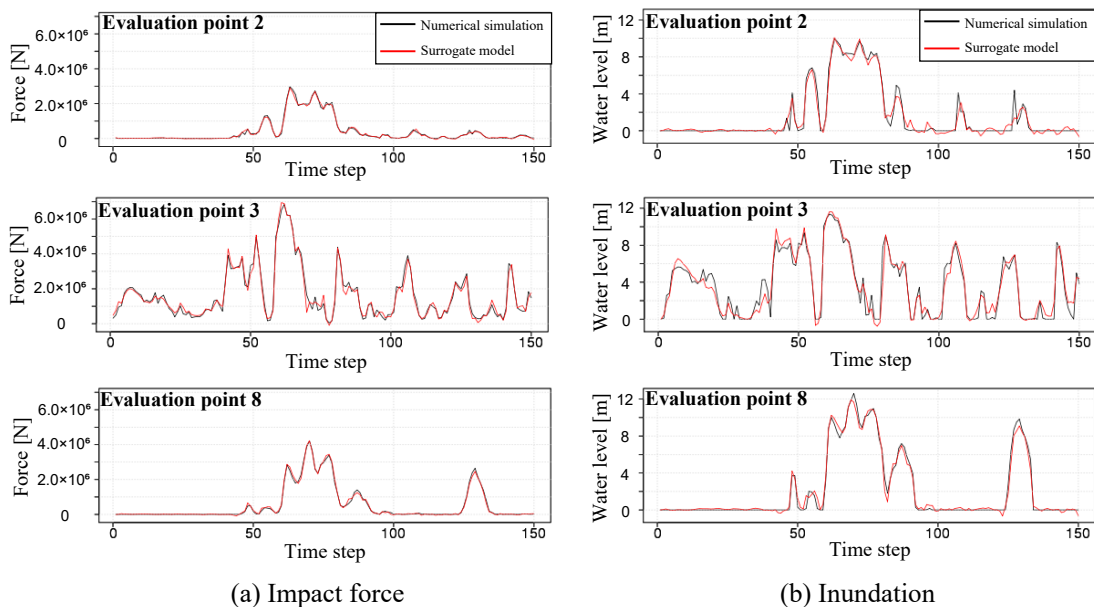 Evaluation point 2
Numerical simulation
Surrogate model
Force [N]
6.0×10⁶
4.0×10⁶
2.0×10⁶
0
0
50
100
150
Time step
Evaluation point 3
Force [N]
6.0×10⁶
4.0×10⁶
2.0×10⁶
0
0
50
100
150
Time step
Evaluation point 8
Force [N]
6.0×10⁶
4.0×10⁶
2.0×10⁶
0
0
50
100
150
Time step
(a) Impact force
Evaluation point 2
Numerical simulation
Surrogate model
Water level [m]
12
8
4
0
0
50
100
150
Time step
Evaluation point 3
Water level [m]
12
8
4
0
0
50
100
150
Time step
Evaluation point 8
Water level [m]
12
8
4
0
0
50
100
150
Time step
(b) Inundation